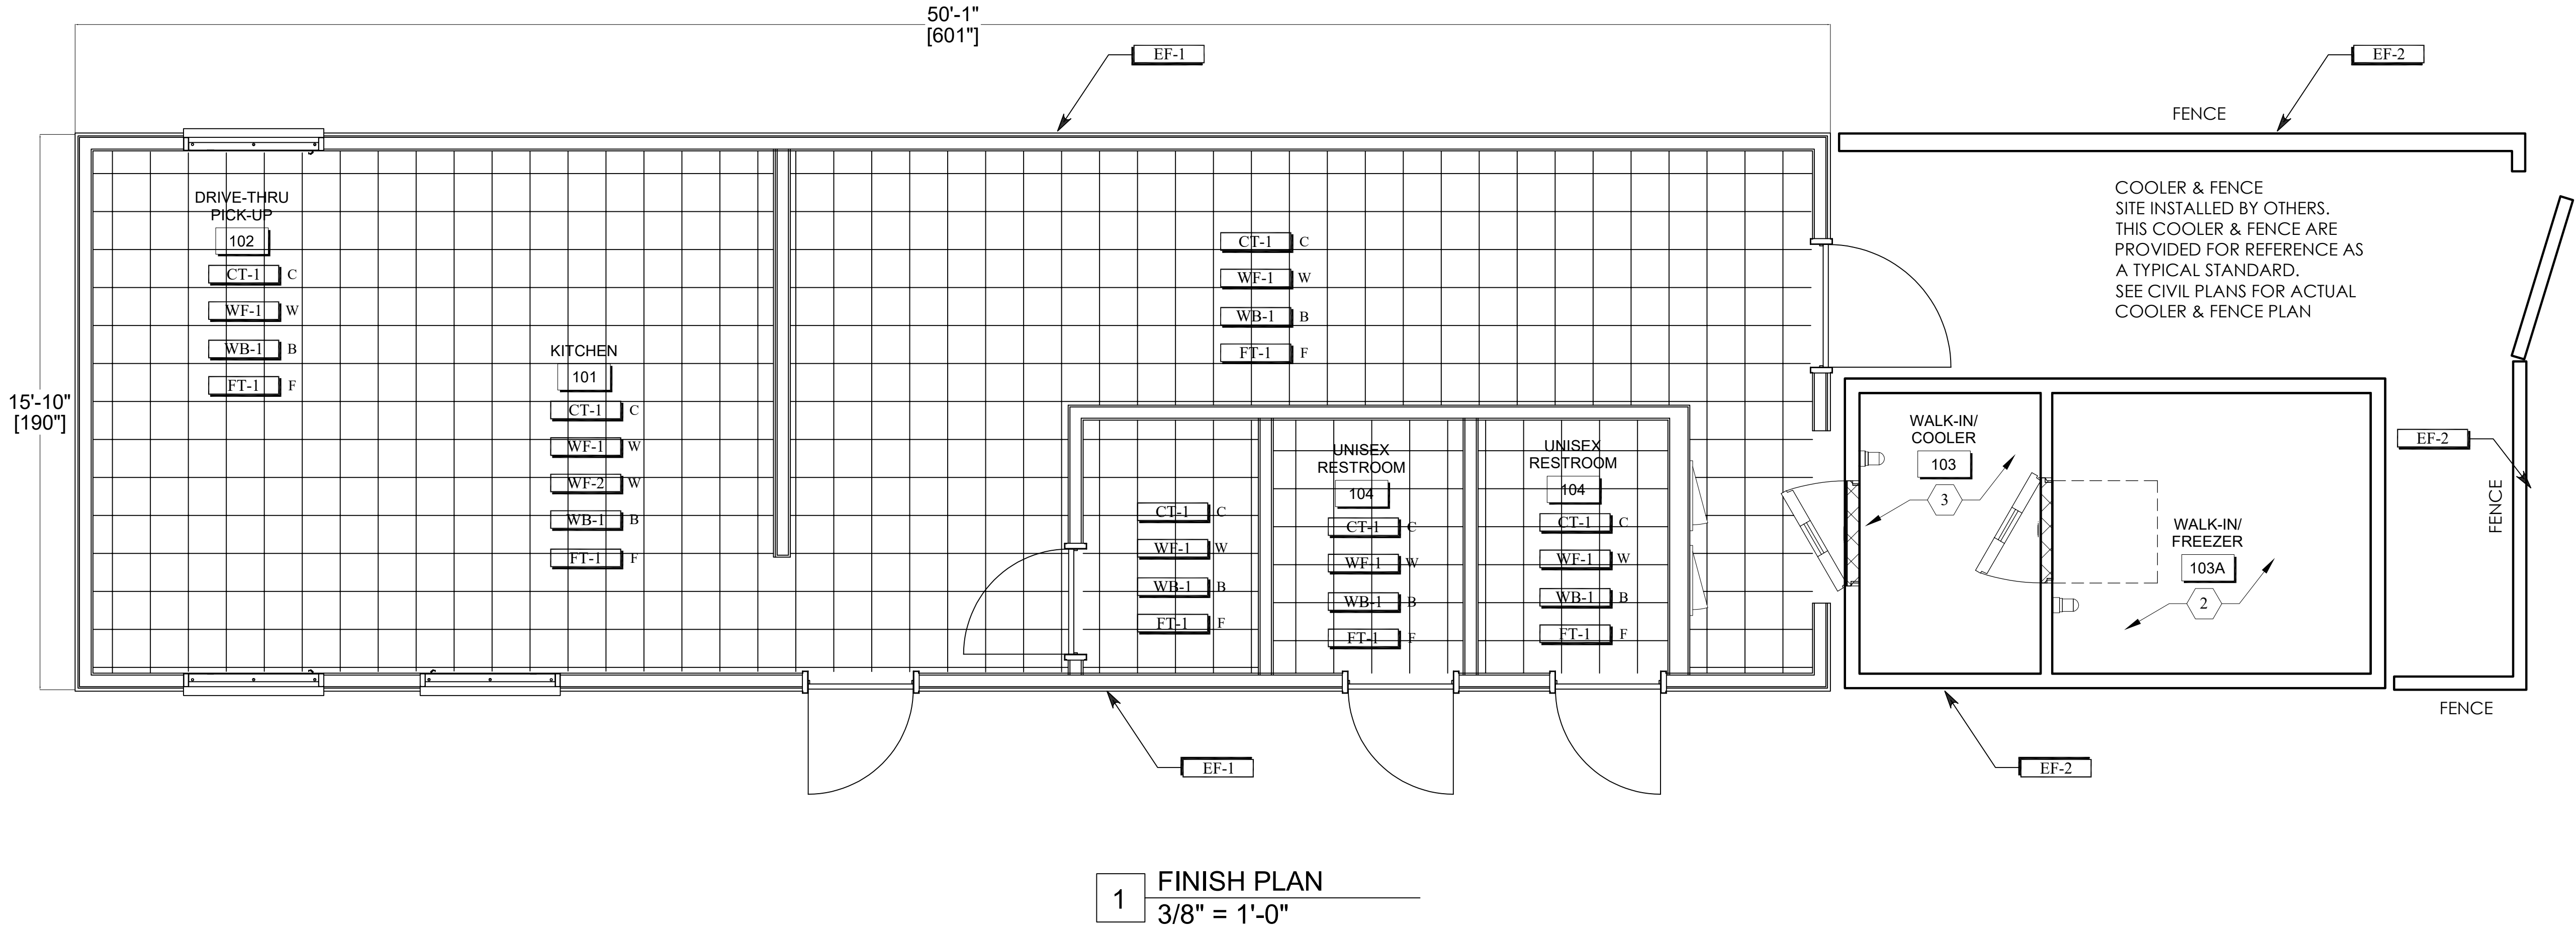 50'-1"
[601"]
EF-1
EF-2
FENCE
15'-10"
[190"]
DRIVE-THRU
PICK-UP
102
CT-1 C
WF-1 W
WB-1 B
FT-1 F
KITCHEN
101
CT-1 C
WF-1 W
WF-2 W
WB-1 B
FT-1 F
CT-1 C
WF-1 W
WB-1 B
FT-1 F
CT-1 C
WF-1 W
WB-1 B
FT-1 F
UNISEX
RESTROOM
104
CT-1 C
WF-1 W
WB-1 B
FT-1 F
UNISEX
RESTROOM
104
CT-1 C
WF-1 W
WB-1 B
FT-1 F
COOLER & FENCE
SITE INSTALLED BY OTHERS.
THIS COOLER & FENCE ARE
PROVIDED FOR REFERENCE AS
A TYPICAL STANDARD.
SEE CIVIL PLANS FOR ACTUAL
COOLER & FENCE PLAN
WALK-IN/
COOLER
103
3
WALK-IN/
FREEZER
103A
2
EF-2
FENCE
FENCE
EF-1
EF-2
1
FINISH PLAN
3/8" = 1'-0"